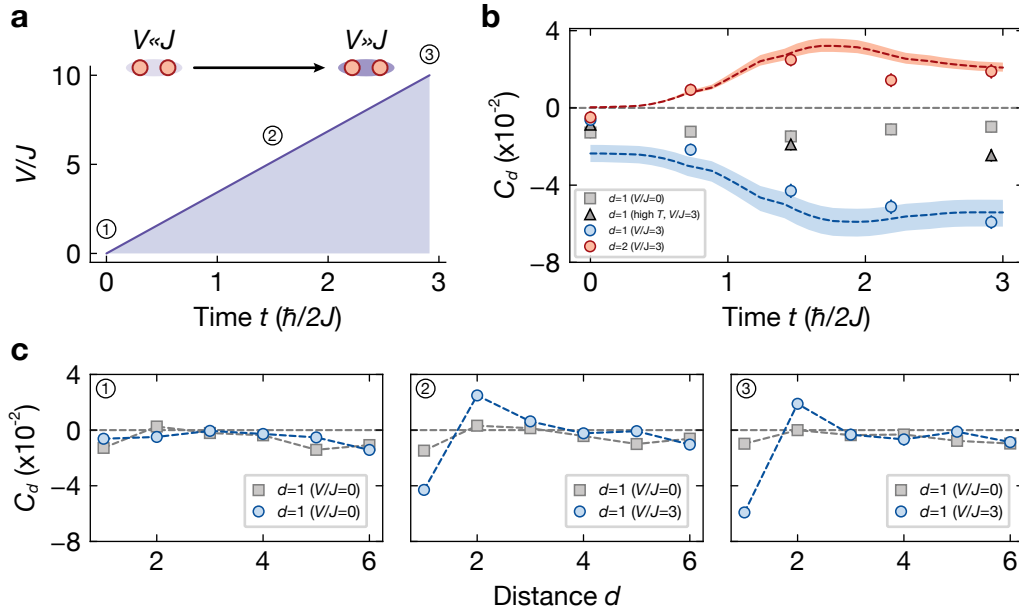 a
V«J
V»J
③
10
②
V/J
5
①
0
0
1
2
3
Time t (ħ/2J)
b
4
0
-4
-8
C_d (x10⁻²)
d=1 (V/J=0)
d=1 (high T, V/J=3)
d=1 (V/J=3)
d=2 (V/J=3)
0
1
2
3
Time t (ħ/2J)
c
4
0
-4
-8
C_d (x10⁻²)
①
d=1 (V/J=0)
d=1 (V/J=0)
2
4
6
②
d=1 (V/J=0)
d=1 (V/J=3)
2
4
6
③
d=1 (V/J=0)
d=1 (V/J=3)
2
4
6
Distance d